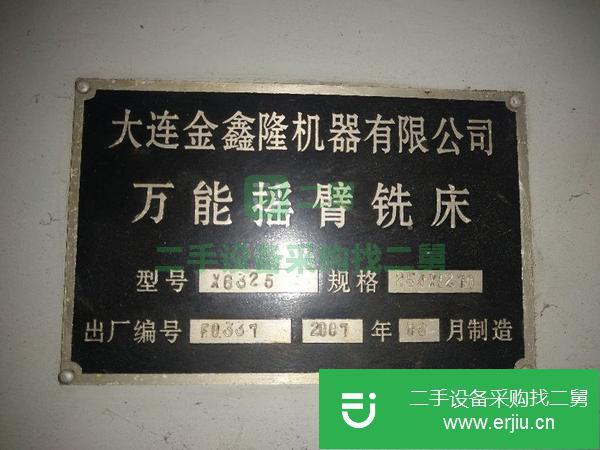 大连金鑫隆机器有限公司
万能摇臂铣床
二手设备采购找二舅
型号 X6325 规格
出厂编号 F0337 2007 年 月制造
二手设备采购找二舅
www.erjiu.cn